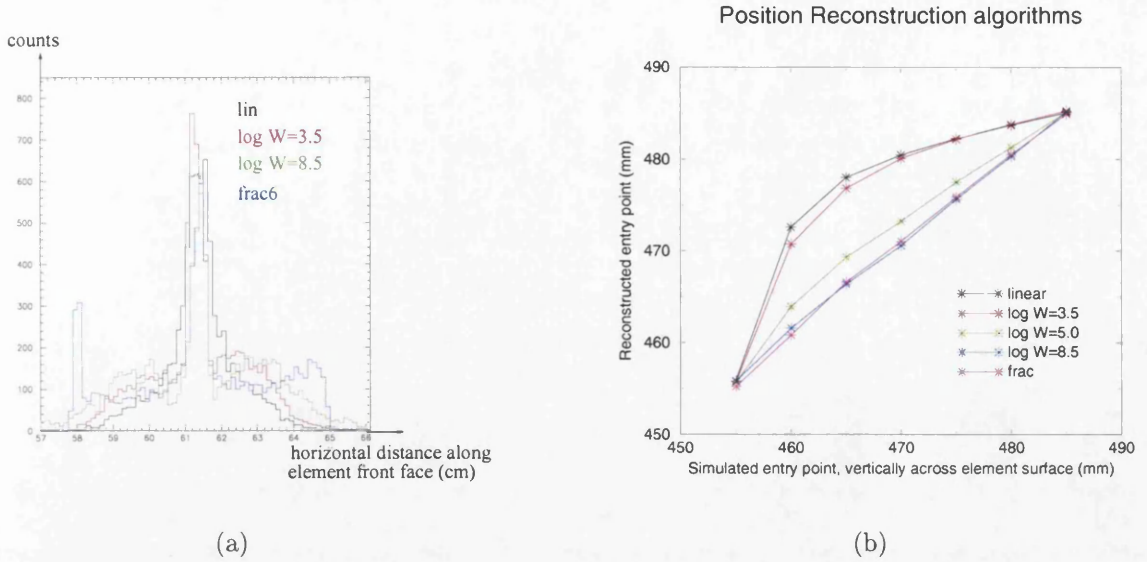 counts
800
700
600
500
400
300
200
100
0
57 58 59 60 61 62 63 64 65 66
lin
log W=3.5
log W=8.5
frac6
horizontal distance along
element front face (cm)
(a)
Position Reconstruction algorithms
Reconstructed entry point (mm)
490
480
470
460
450
450 460 470 480 490
linear
log W=3.5
log W=5.0
log W=8.5
frac
Simulated entry point, vertically across element surface (mm)
(b)